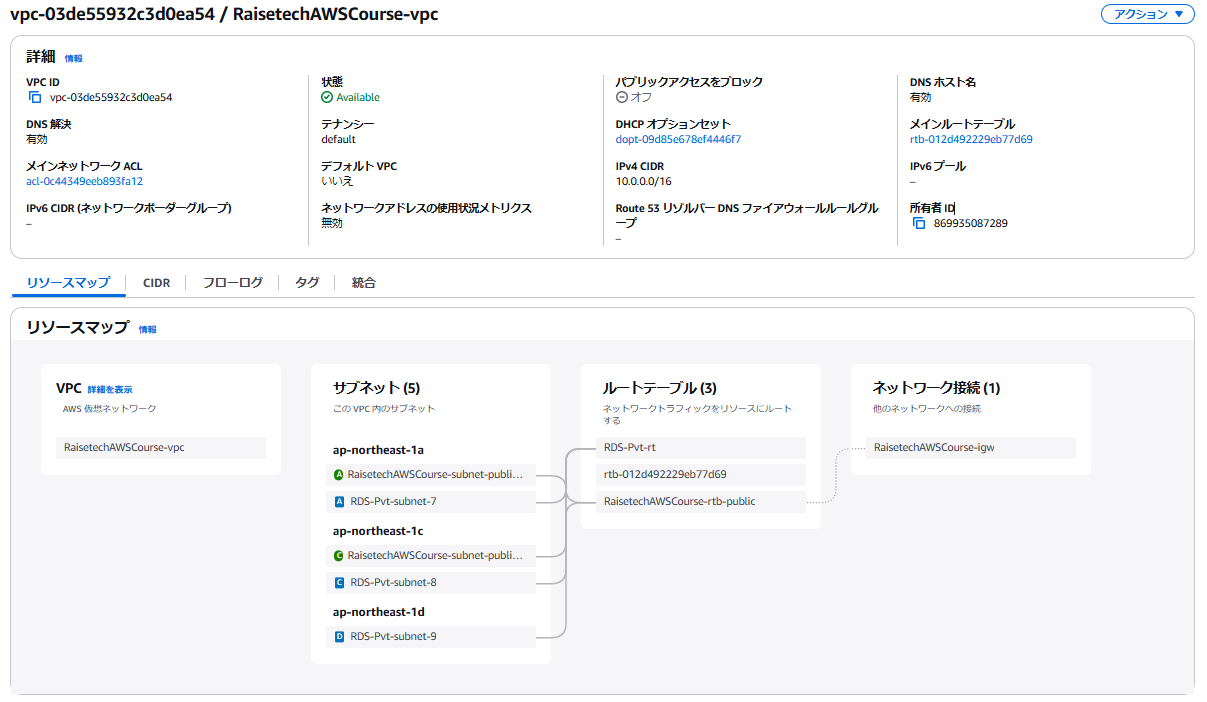 vpc-03de55932c3d0ea54 / RaisetechAWSCourse-vpc
アクション ▼
詳細 情報
VPC ID
vpc-03de55932c3d0ea54
状態
Available
パブリックアクセスをブロック
オフ
DNS ホスト名
有効
DNS 解決
有効
テナンシー
default
DHCP オプションセット
dopt-09d85e678ef4446f7
メインルートテーブル
rtb-012d492229eb77d69
メインネットワーク ACL
acl-0c44349eeb893fa12
デフォルト VPC
いいえ
IPv4 CIDR
10.0.0.0/16
IPv6 プール
–
IPv6 CIDR (ネットワークボーダーグループ)
–
ネットワークアドレスの使用状況メトリクス
無効
Route 53 リゾルバー DNS ファイアウォールルールグル
ープ
–
所有者 ID
869935087289
リソースマップ
CIDR
フローログ
タグ
統合
リソースマップ 情報
VPC 詳細を表示
AWS 仮想ネットワーク
RaisetechAWSCourse-vpc
サブネット (5)
この VPC 内のサブネット
ap-northeast-1a
A RaisetechAWSCourse-subnet-publi...
A RDS-Pvt-subnet-7
ap-northeast-1c
C RaisetechAWSCourse-subnet-publi...
C RDS-Pvt-subnet-8
ap-northeast-1d
D RDS-Pvt-subnet-9
ルートテーブル (3)
ネットワークトラフィックをリソースにルート
する
RDS-Pvt-rt
rtb-012d492229eb77d69
RaisetechAWSCourse-rtb-public
ネットワーク接続 (1)
他のネットワークへの接続
RaisetechAWSCourse-igw